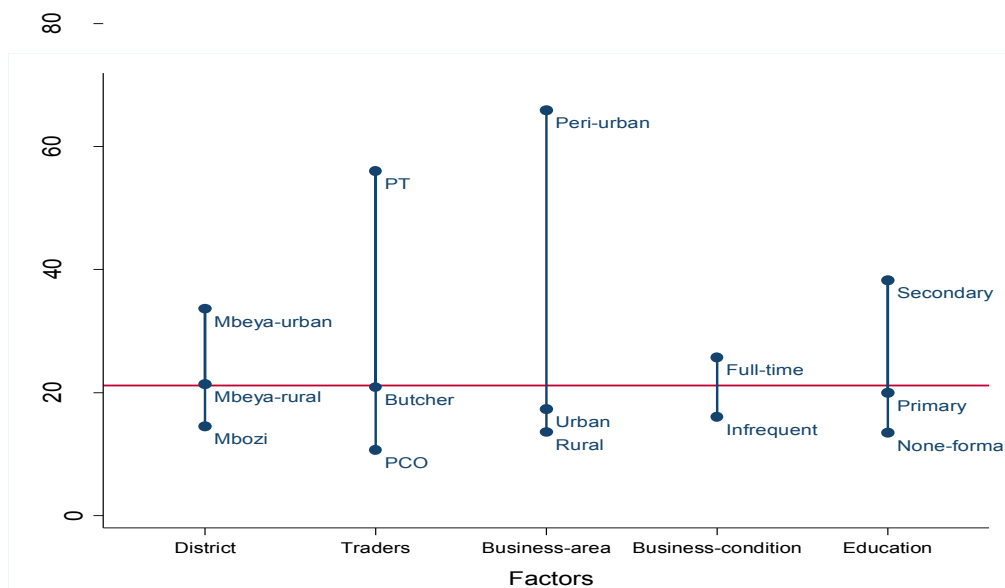 80
60
40
20
0
Mbeya-urban
Mbeya-rural
Mbozi
PT
Butcher
PCO
Peri-urban
Urban
Rural
Full-time
Infrequent
Secondary
Primary
None-forma
District Traders Business-area Business-condition Education
Factors